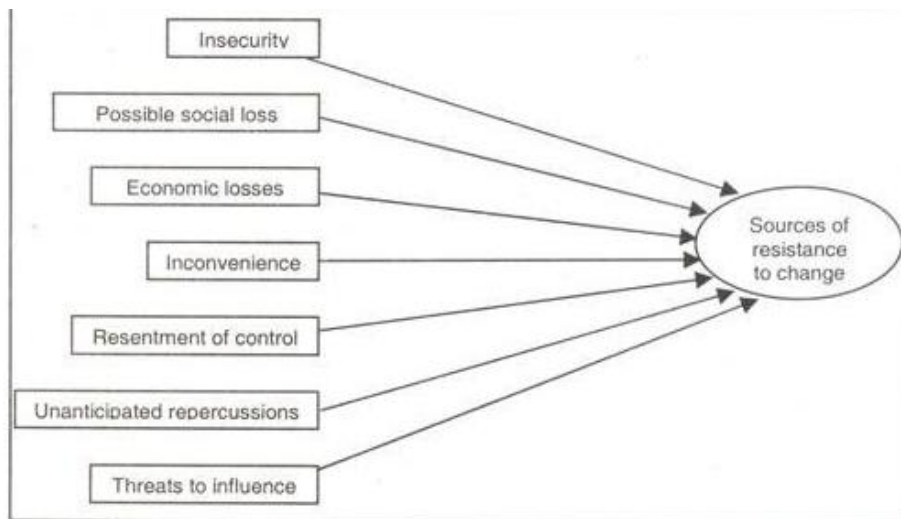 Insecurity
Possible social loss
Economic losses
Inconvenience
Resentment of control
Unanticipated repercussions
Threats to influence
Sources of
resistance
to change